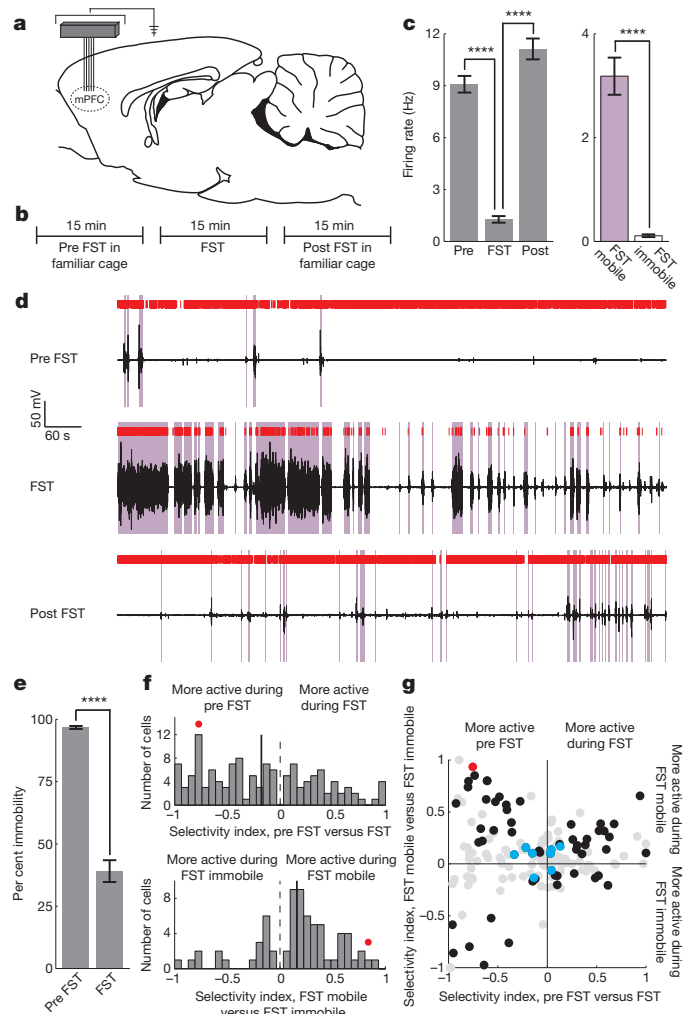 a
mPFC
b
15 min
15 min
15 min
Pre FST in
familiar cage
FST
Post FST in
familiar cage
c
Firing rate (Hz)
12
9
6
3
0
****
****
Pre
FST
Post
4
2
0
****
FST
mobile
FST
immobile
d
Pre FST
50 mV
60 s
FST
Post FST
e
Per cent immobility
100
75
50
25
0
****
Pre FST
FST
f
More active during
pre FST
More active
during FST
Number of cells
12
8
4
0
-1
-0.5
0
0.5
1
Selectivity index, pre FST versus FST
More active during
FST immobile
More active during
FST mobile
Number of cells
8
4
0
-1
-0.5
0
0.5
1
Selectivity index, FST mobile
versus FST immobile
g
More active
pre FST
More active
during FST
Selectivity index, FST mobile versus FST immobile
1
0.5
0
-0.5
-1
More active during
FST mobile
More active during
FST immobile
-1
-0.5
0
0.5
1
Selectivity index, pre FST versus FST